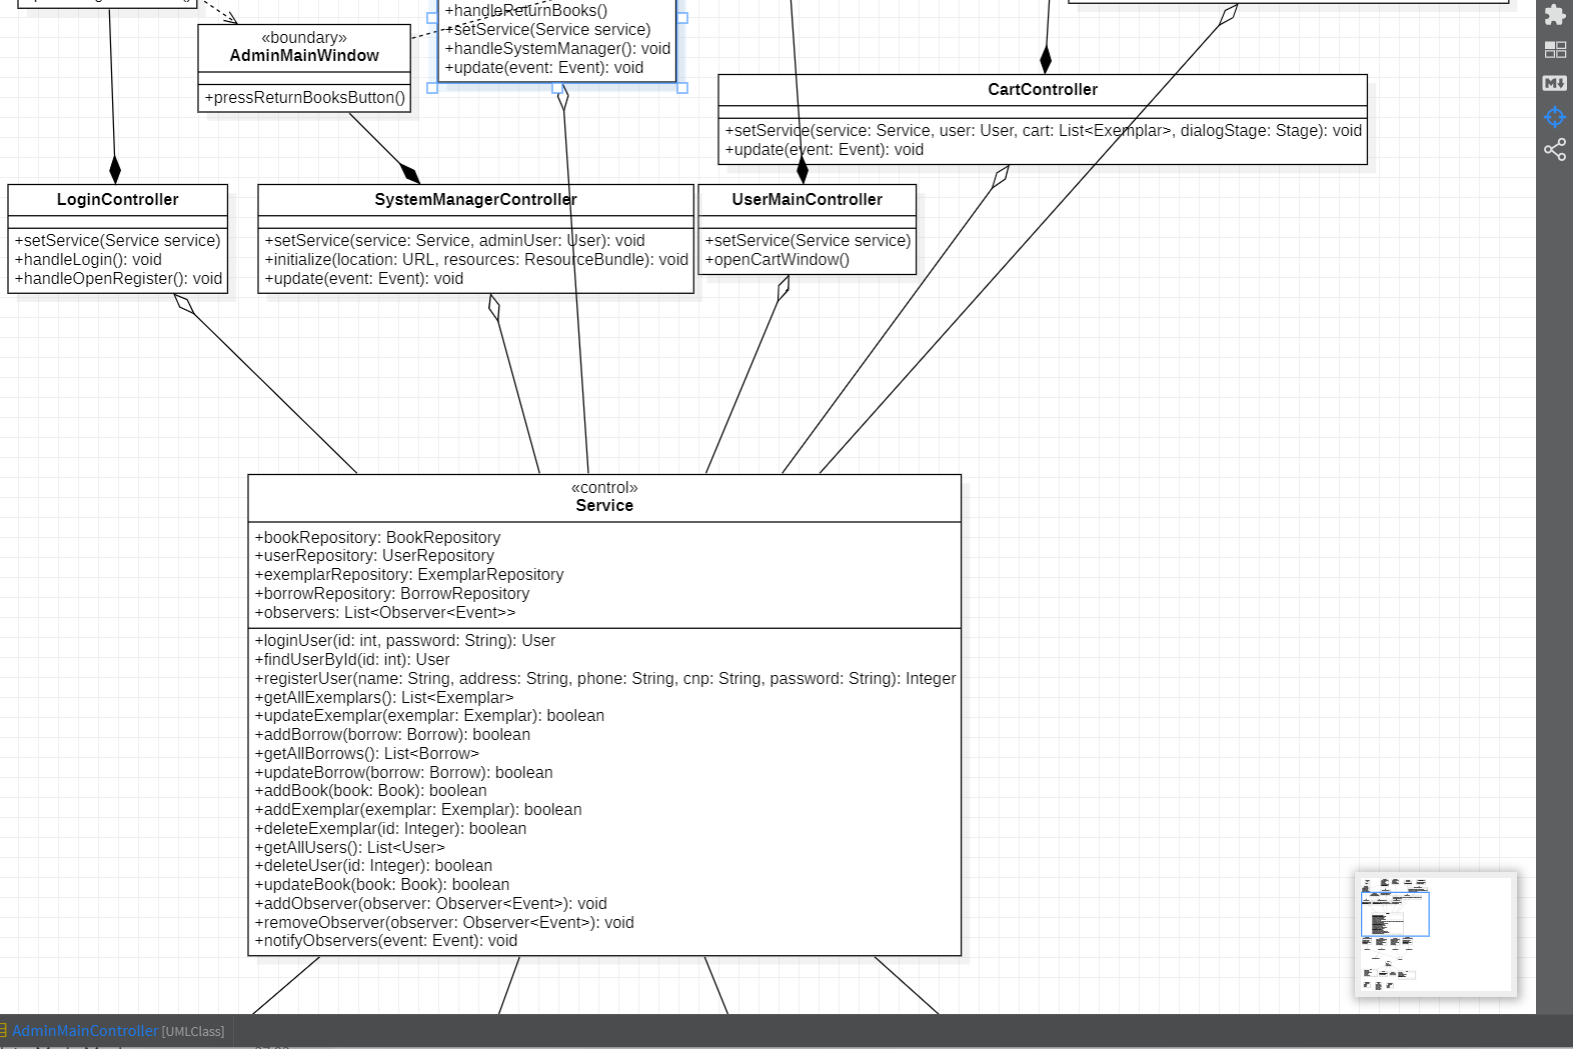 +handleReturnBooks()
+setService(Service service)
+handleSystemManager(): void
+update(event: Event): void
«boundary»
AdminMainWindow
+pressReturnBooksButton()
CartController
+setService(service: Service, user: User, cart: List<Exemplar>, dialogStage: Stage): void
+update(event: Event): void
LoginController
+setService(Service service)
+handleLogin(): void
+handleOpenRegister(): void
SystemManagerController
+setService(service: Service, adminUser: User): void
+initialize(location: URL, resources: ResourceBundle): void
+update(event: Event): void
UserMainController
+setService(Service service)
+openCartWindow()
«control»
Service
+bookRepository: BookRepository
+userRepository: UserRepository
+exemplarRepository: ExemplarRepository
+borrowRepository: BorrowRepository
+observers: List<Observer<Event>>
+loginUser(id: int, password: String): User
+findUserById(id: int): User
+registerUser(name: String, address: String, phone: String, cnp: String, password: String): Integer
+getAllExemplars(): List<Exemplar>
+updateExemplar(exemplar: Exemplar): boolean
+addBorrow(borrow: Borrow): boolean
+getAllBorrows(): List<Borrow>
+updateBorrow(borrow: Borrow): boolean
+addBook(book: Book): boolean
+addExemplar(exemplar: Exemplar): boolean
+deleteExemplar(id: Integer): boolean
+getAllUsers(): List<User>
+deleteUser(id: Integer): boolean
+updateBook(book: Book): boolean
+addObserver(observer: Observer<Event>): void
+removeObserver(observer: Observer<Event>): void
+notifyObservers(event: Event): void
AdminMainController [UMLClass]